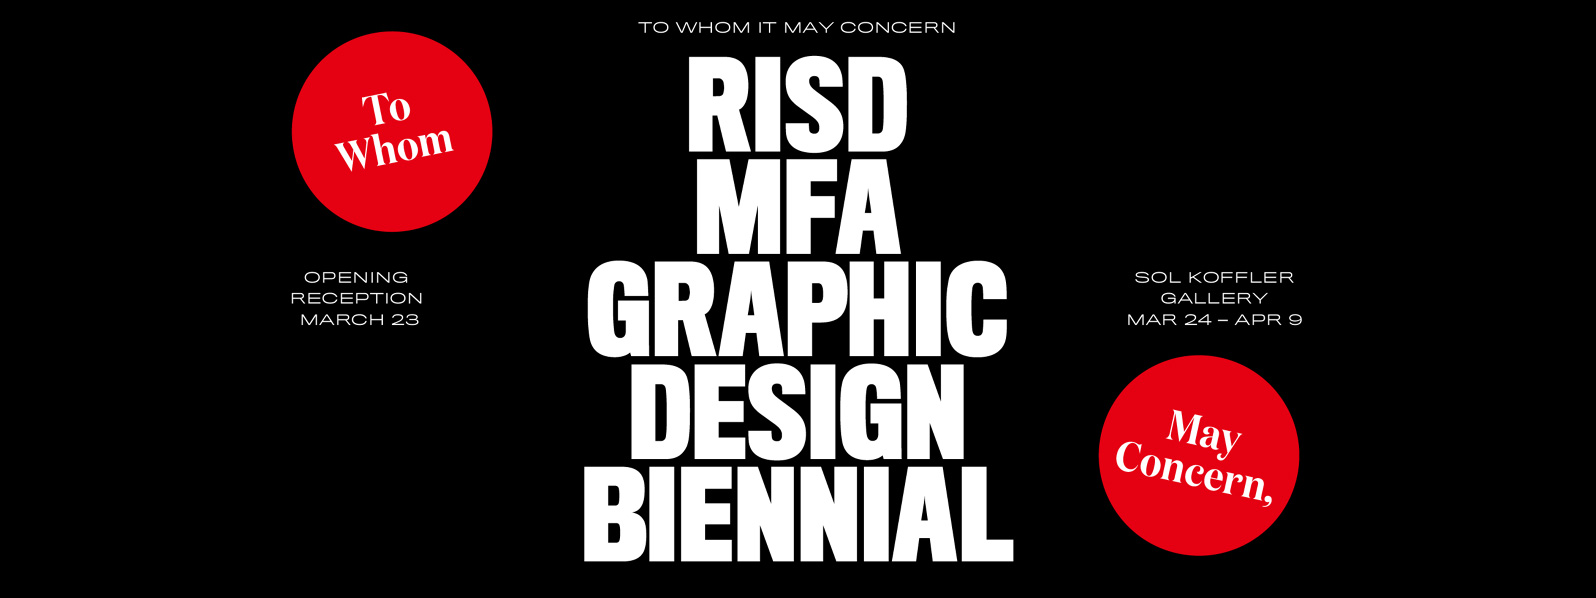 TO WHOM IT MAY CONCERN
To
Whom
RISD
MFA
GRAPHIC
DESIGN
BIENNIAL
OPENING
RECEPTION
MARCH 23
SOL KOFFLER
GALLERY
MAR 24 – APR 9
May
Concern,